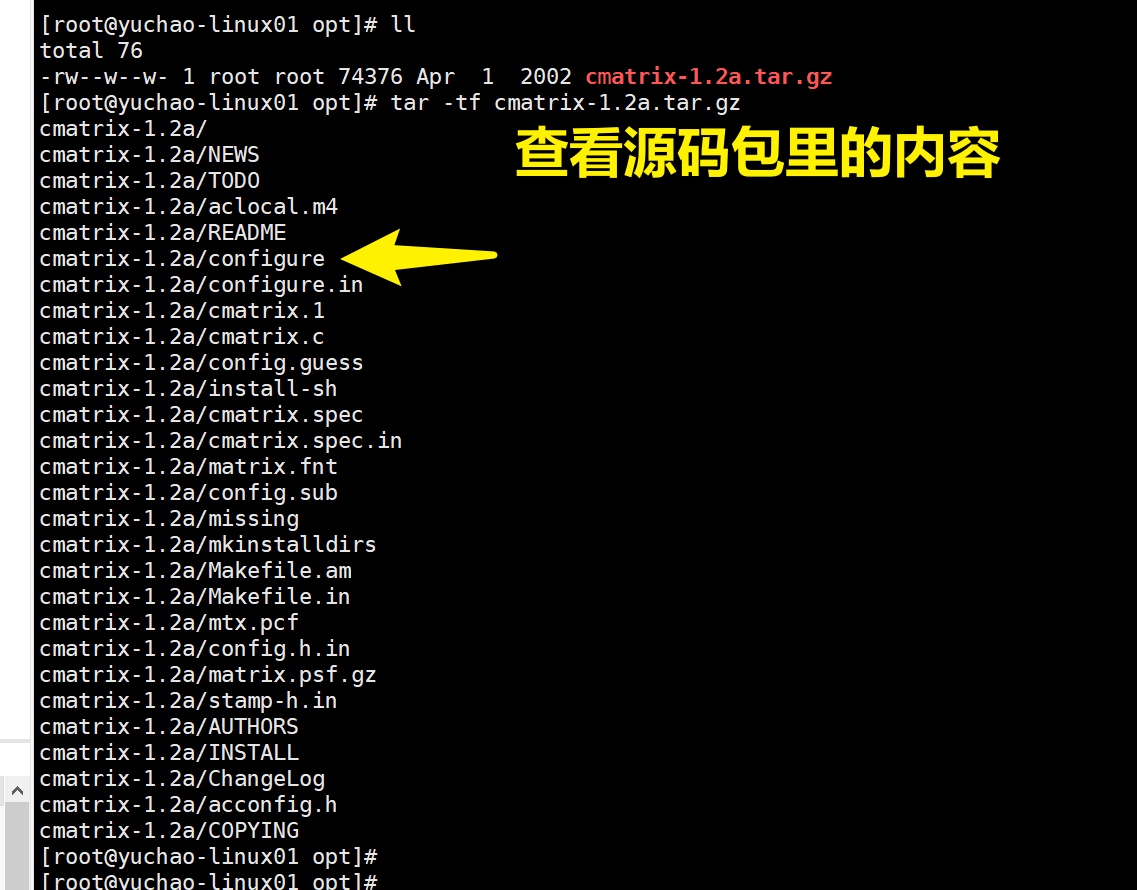 [root@yuchao-linux01 opt]# ll
total 76
-rw--w--w- 1 root root 74376 Apr  1  2002 cmatrix-1.2a.tar.gz
[root@yuchao-linux01 opt]# tar -tf cmatrix-1.2a.tar.gz
cmatrix-1.2a/
查看源码包里的内容
cmatrix-1.2a/NEWS
cmatrix-1.2a/TODO
cmatrix-1.2a/aclocal.m4
cmatrix-1.2a/README
cmatrix-1.2a/configure
cmatrix-1.2a/configure.in
cmatrix-1.2a/cmatrix.1
cmatrix-1.2a/cmatrix.c
cmatrix-1.2a/config.guess
cmatrix-1.2a/install-sh
cmatrix-1.2a/cmatrix.spec
cmatrix-1.2a/cmatrix.spec.in
cmatrix-1.2a/matrix.fnt
cmatrix-1.2a/config.sub
cmatrix-1.2a/missing
cmatrix-1.2a/mkinstalldirs
cmatrix-1.2a/Makefile.am
cmatrix-1.2a/Makefile.in
cmatrix-1.2a/mtx.pcf
cmatrix-1.2a/config.h.in
cmatrix-1.2a/matrix.psf.gz
cmatrix-1.2a/stamp-h.in
cmatrix-1.2a/AUTHORS
cmatrix-1.2a/INSTALL
cmatrix-1.2a/ChangeLog
cmatrix-1.2a/acconfig.h
cmatrix-1.2a/COPYING
[root@yuchao-linux01 opt]#
[root@yuchao-linux01 opt]#